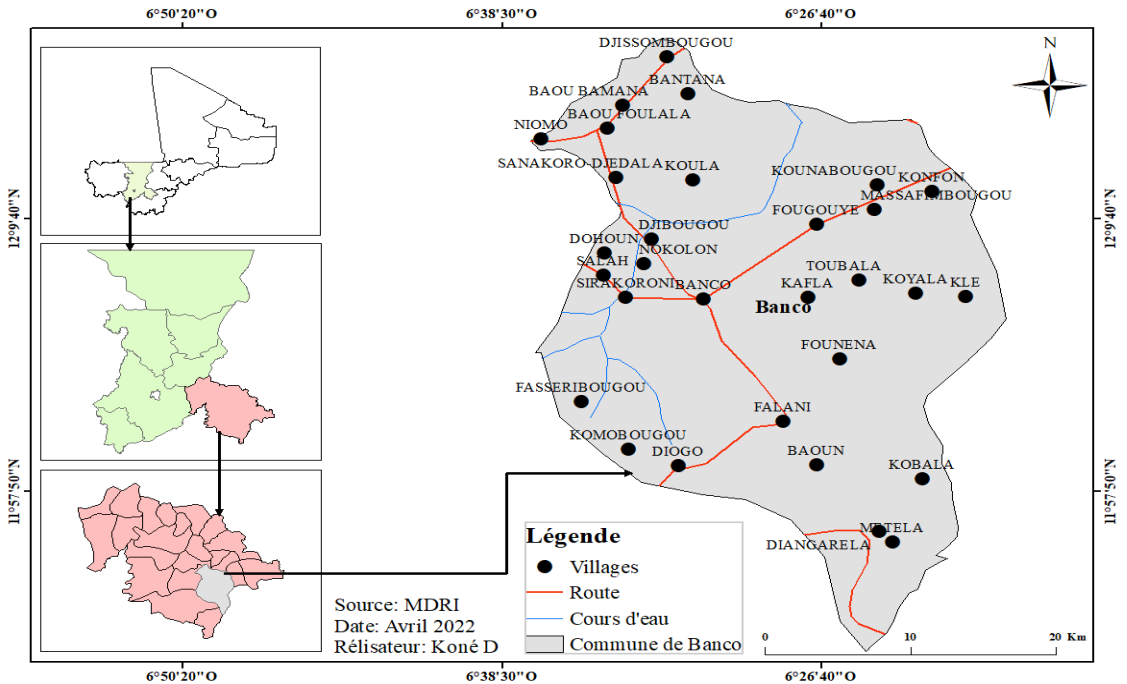 6°50'20"O
6°38'30"O
6°26'40"O
N
12°9'40"N
12°9'40"N
11°57'50"N
11°57'50"N
DJISSOMBOUGOU
BANTANA
BAOU BAMANA
BAOU FOULALA
NIOMO
SANAKORO-DJEDALA
KOULA
KOUNABOUGOU
KONFON
MASSAFIMBOUGOU
FOUGOUYE
DJIBOUGOU
DOHOUN
NOKOLON
SALAH
TOUBALA
SIRAKORONI
BANCO
KAFLA
KOYALA
KLE
Banco
FOUNENA
FASSERIBOUGOU
FALANI
KOMOBOUGOU
DIOGO
BAOUN
KOBALA
METELA
DIANGARELA
Légende
Villages
Route
Cours d'eau
Commune de Banco
Source: MDRI
Date: Avril 2022
Rélisateur: Koné D
0 10 20 Km
6°50'20"O
6°38'30"O
6°26'40"O